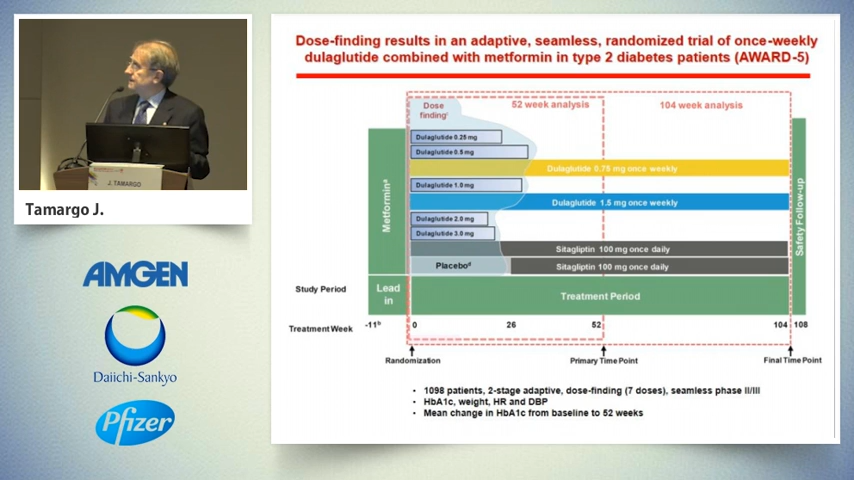 Dose-finding results in an adaptive, seamless, randomized trial of once-weekly
dulaglutide combined with metformin in type 2 diabetes patients (AWARD-5)
Dose
finding
52 week analysis
104 week analysis
Dulaglutide 0.25 mg
Dulaglutide 0.5 mg
Dulaglutide 0.75 mg once weekly
Dulaglutide 1.0 mg
Dulaglutide 1.5 mg once weekly
Dulaglutide 2.0 mg
Dulaglutide 3.0 mg
Sitagliptin 100 mg once daily
Placeboᵈ
Sitagliptin 100 mg once daily
Metforminᵃ
Safety Follow-up
Study Period
Lead
in
Treatment Period
Treatment Week
-11ᵇ
0
26
52
104
108
Randomization
Primary Time Point
Final Time Point
• 1098 patients, 2-stage adaptive, dose-finding (7 doses), seamless phase II/III
• HbA1c, weight, HR and DBP
• Mean change in HbA1c from baseline to 52 weeks
J. TAMARGO
Tamargo J.
AMGEN
Daiichi-Sankyo
Pfizer